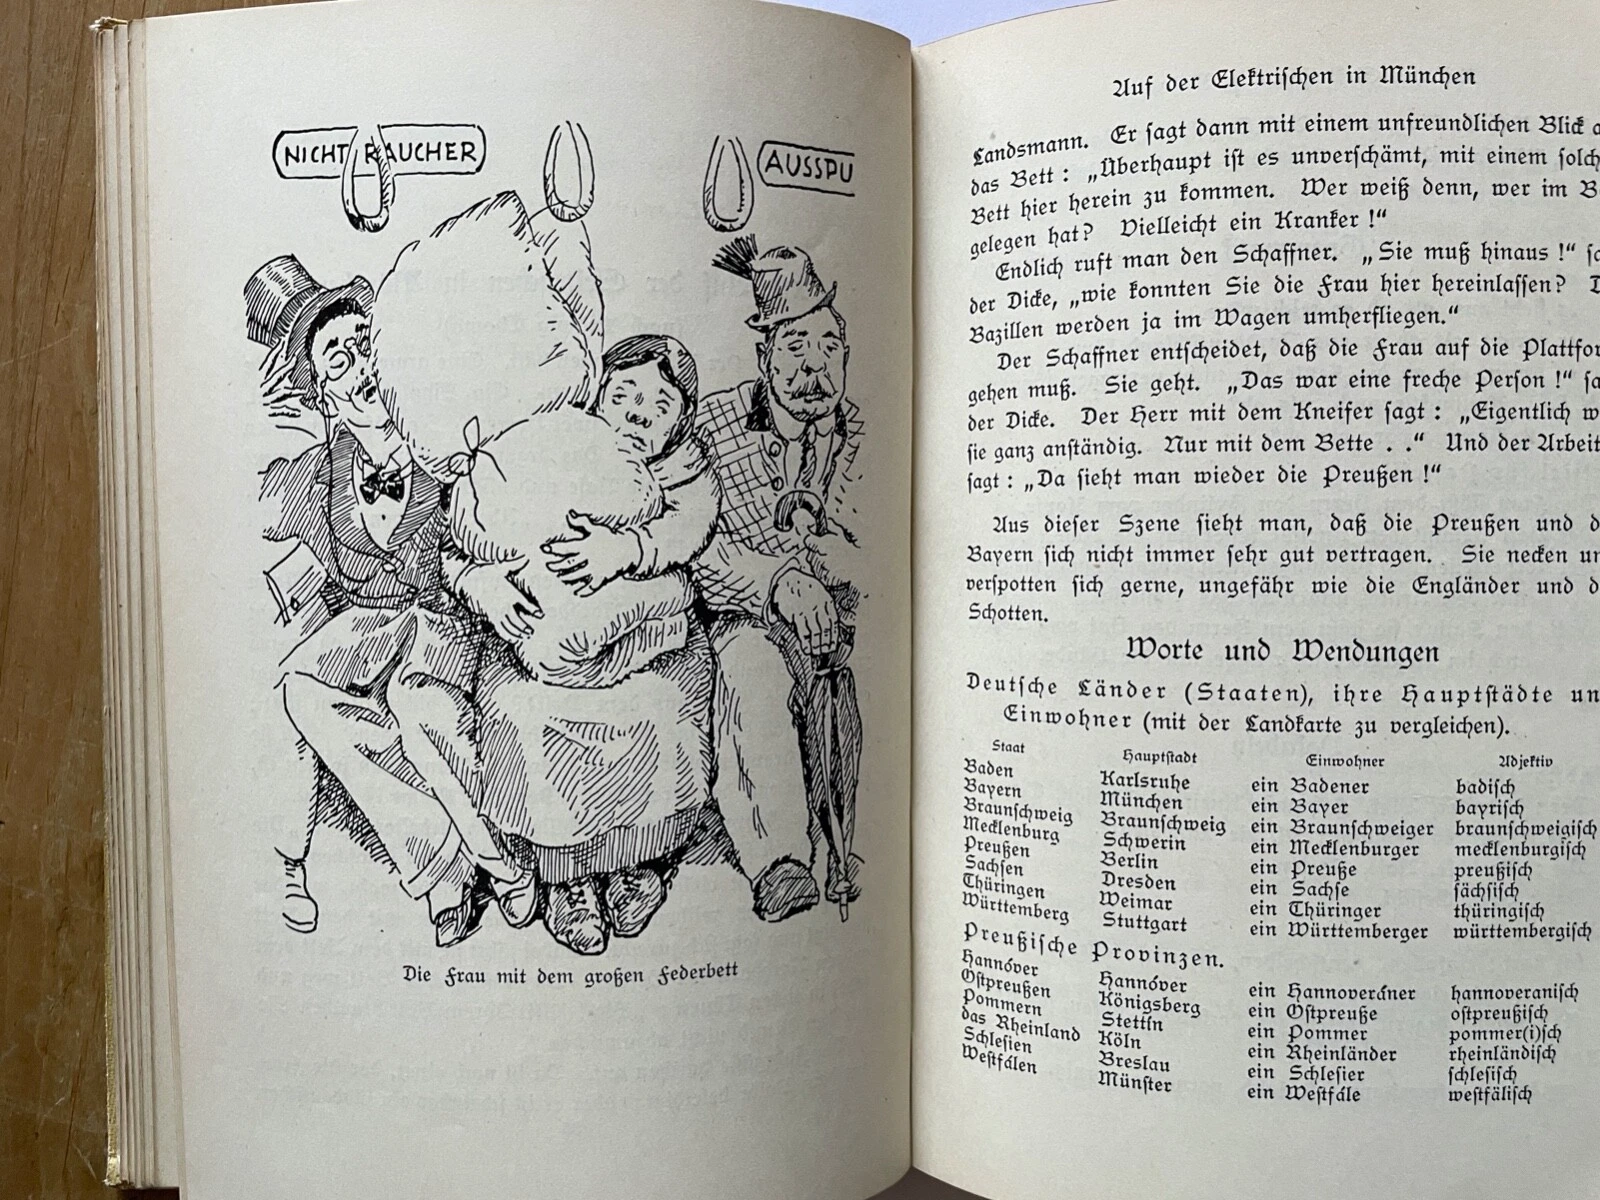 NICHTRAUCHER
AUSSPU
Die Frau mit dem großen Federbett
Auf der Elektrischen in München
Landsmann. Er sagt dann mit einem unfreundlichen Blick
das Bett: „Überhaupt ist es unverschämt, mit einem solch
Bett hier herein zu kommen. Wer weiß denn, wer im B
gelegen hat? Vielleicht ein Kranker!“
Endlich ruft man den Schaffner. „Sie muß hinaus!“ s
der Dicke, „wie konnten Sie die Frau hier hereinlassen? D
Bazillen werden ja im Wagen umherfliegen.“
Der Schaffner entscheidet, daß die Frau auf die Plattfor
gehen muß. Sie geht. „Das war eine freche Person!“ sa
der Dicke. Der Herr mit dem Kneifer sagt: „Eigentlich w
sie ganz anständig. Nur mit dem Bette . .“ Und der Arbeit
sagt: „Da sieht man wieder die Preußen!“
Aus dieser Szene sieht man, daß die Preußen und d
Bayern sich nicht immer sehr gut vertragen. Sie necken un
verspotten sich gerne, ungefähr wie die Engländer und d
Schotten.
Worte und Wendungen
Deutsche Länder (Staaten), ihre Hauptstädte un
Einwohner (mit der Landkarte zu vergleichen).
Staat Hauptstadt Einwohner Adjektiv
Baden Karlsruhe ein Badener badisch
Bayern München ein Bayer bayrisch
Braunschweig Braunschweig ein Braunschweiger braunschweigisch
Mecklenburg Schwerin ein Mecklenburger mecklenburgisch
Preußen Berlin ein Preuße preußisch
Sachsen Dresden ein Sachse sächsisch
Thüringen Weimar ein Thüringer thüringisch
Württemberg Stuttgart ein Württemberger württembergisch
Preußische Provinzen.
Hannóver Hannóver ein Hannoveráner hannoveranisch
Ostpreußen Königsberg ein Ostpreuße ostpreußisch
Pommern Stettín ein Pommer pommer(i)sch
das Rheinland Köln ein Rheinländer rheinländisch
Schlesien Breslau ein Schlesier schlesisch
Westfálen Münster ein Westfále westfälisch